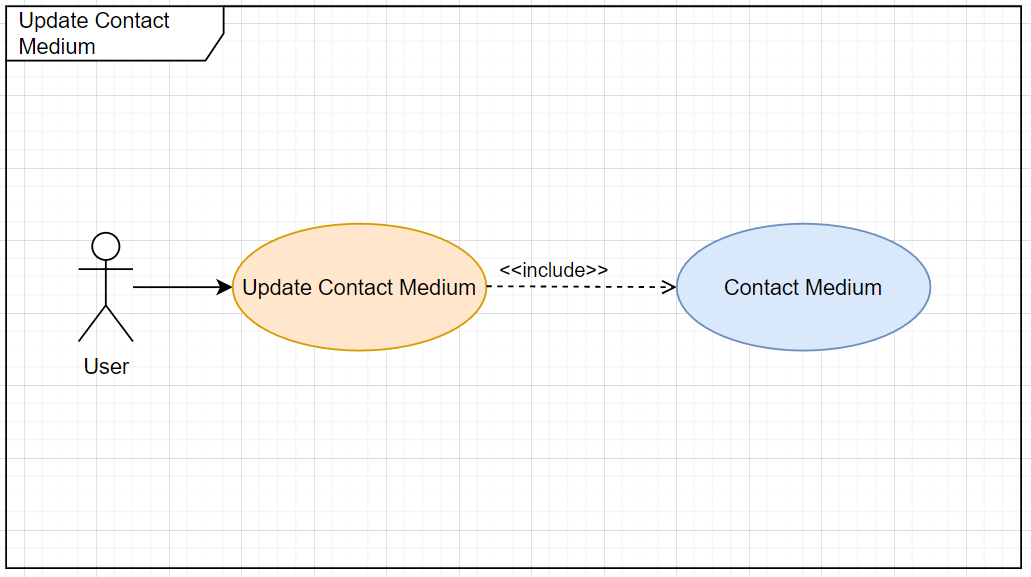 Update Contact
Medium
<<include>>
Update Contact Medium
Contact Medium
User